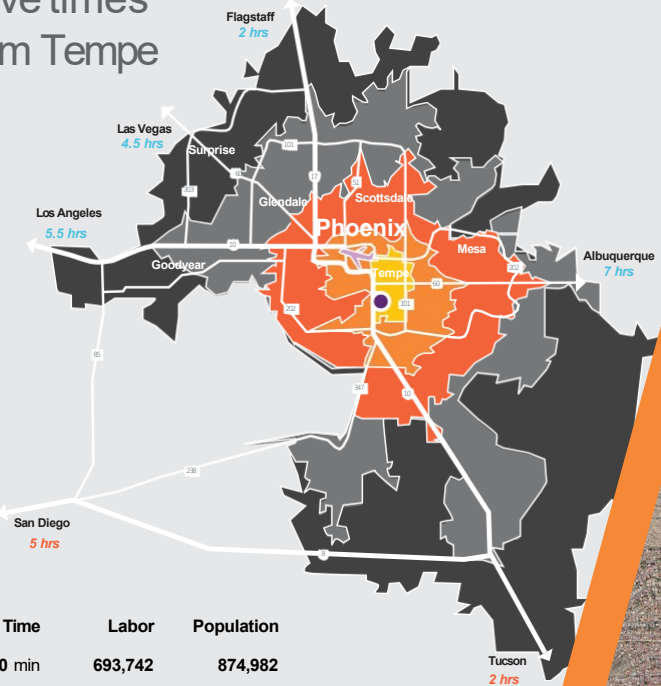 m Tempe
Flagstaff
2 hrs
Las Vegas
4.5 hrs
Surprise
101
60
17
51
303
Glendale
Scottsdale
Los Angeles
5.5 hrs
Phoenix
10
Mesa
Goodyear
Tempe
202
Albuquerque
7 hrs
60
202
101
85
347
10
238
San Diego
5 hrs
8
Time Labor Population
0 min 693,742 874,982
Tucson
2 hrs